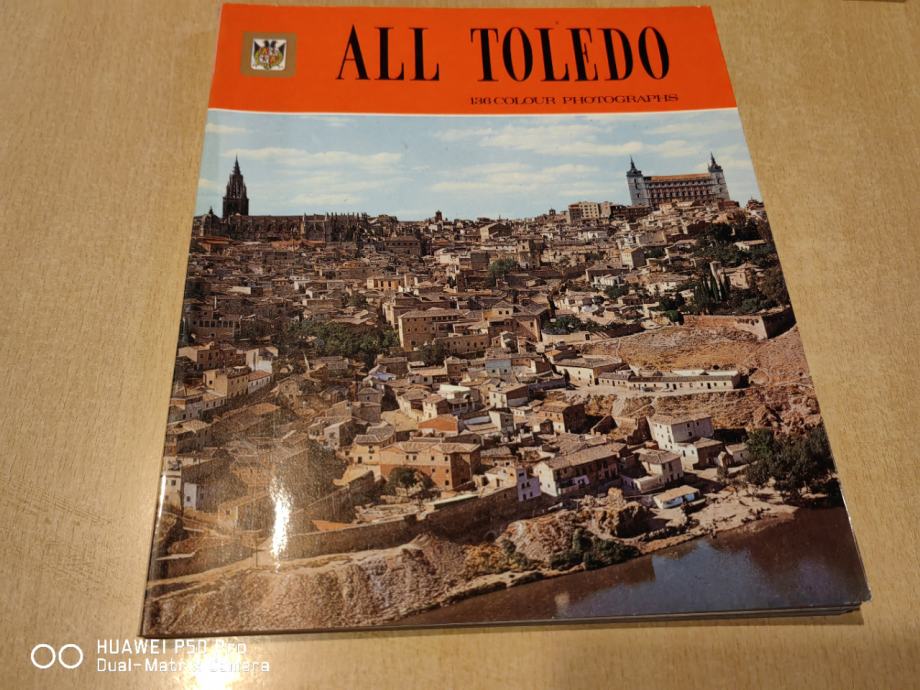 ALL TOLEDO
136 COLOUR PHOTOGRAPHS
HUAWEI P50 Pro
Dual-Matrix Camera